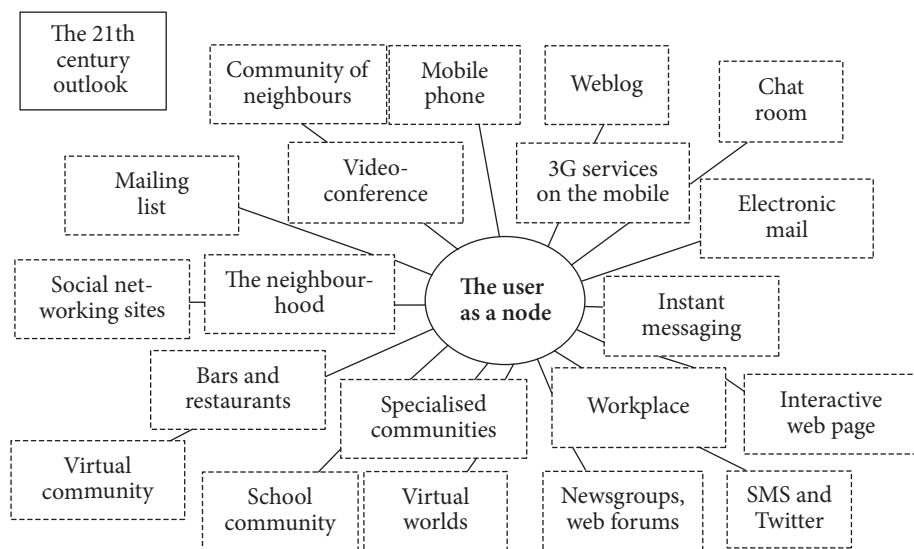 The 21th
century
outlook
Community of
neighbours
Mobile
phone
Weblog
Chat
room
Mailing
list
Video-
conference
3G services
on the mobile
Electronic
mail
Social net-
working sites
The neighbour-
hood
The user
as a node
Instant
messaging
Bars and
restaurants
Specialised
communities
Workplace
Interactive
web page
Virtual
community
School
community
Virtual
worlds
Newsgroups,
web forums
SMS and
Twitter